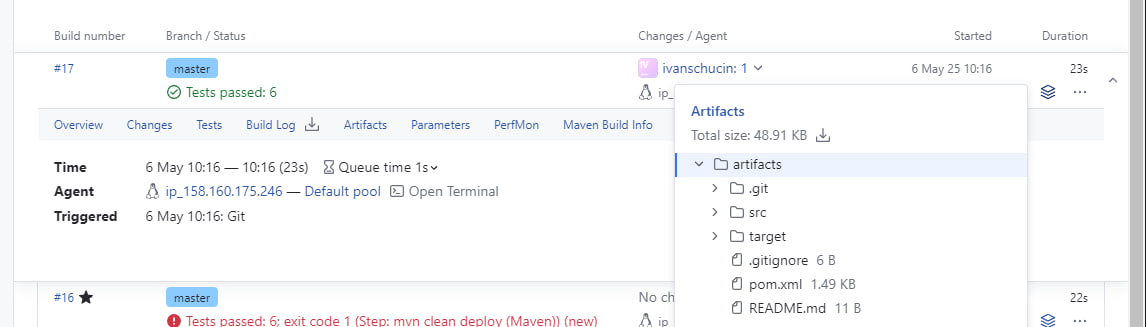 Build number Branch / Status Changes / Agent Started Duration
#17 master ivanschucin: 1 6 May 25 10:16 23s
Tests passed: 6 ip_
Overview Changes Tests Build Log Artifacts Parameters PerfMon Maven Build Info
Time 6 May 10:16 — 10:16 (23s) Queue time 1s
Agent ip_158.160.175.246 — Default pool Open Terminal
Triggered 6 May 10:16: Git
Artifacts
Total size: 48.91 KB
artifacts
.git
src
target
.gitignore 6 B
pom.xml 1.49 KB
README.md 11 B
#16 master No ch 22s
Tests passed: 6; exit code 1 (Step: mvn clean deploy (Maven)) (new) ip